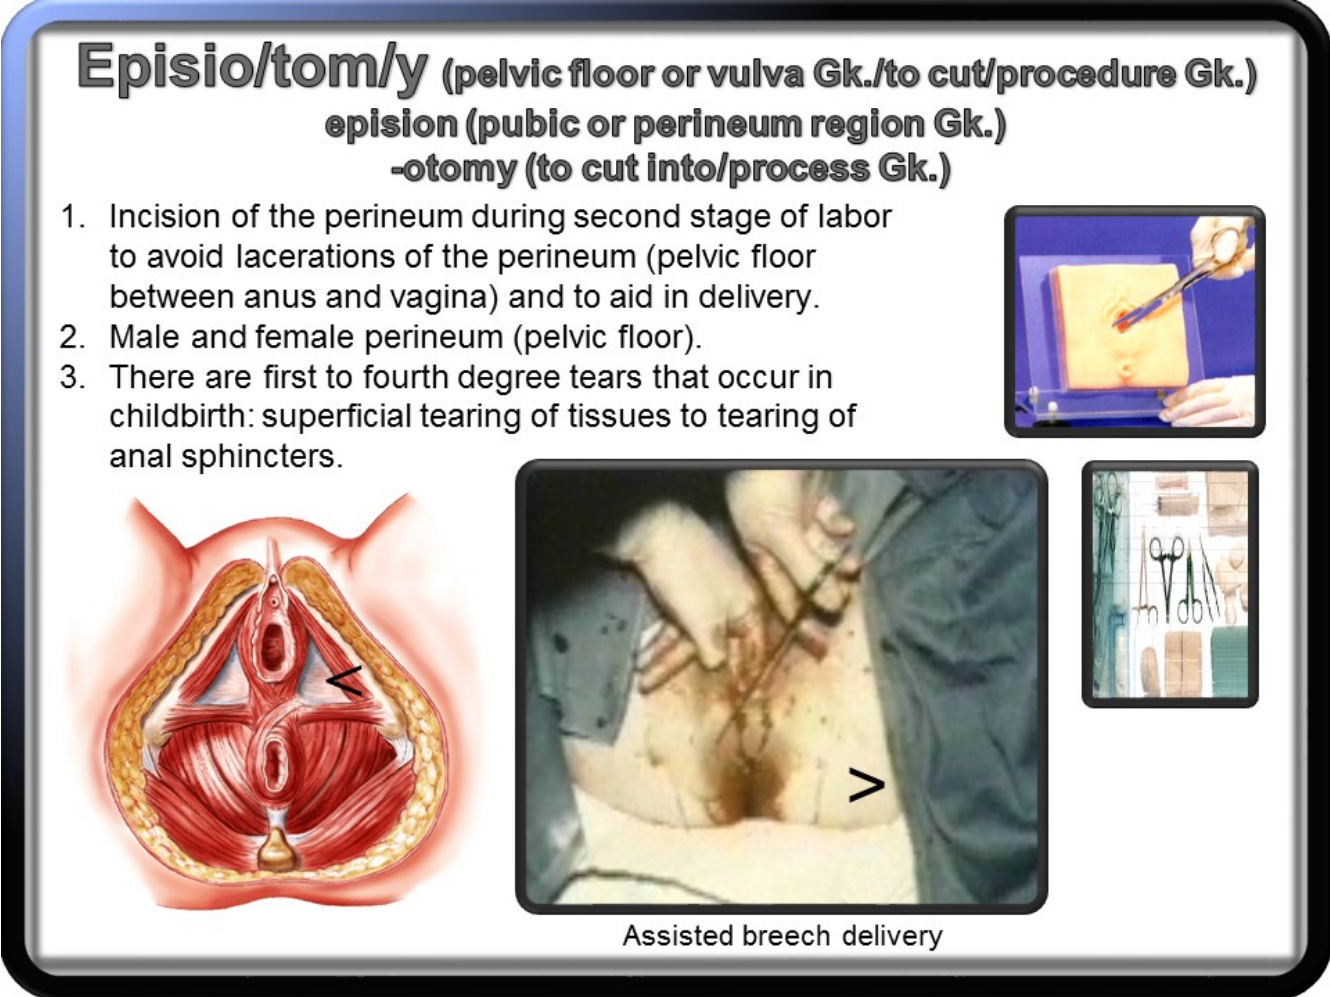 Episio/tom/y (pelvic floor or vulva Gk./to cut/procedure Gk.)
epision (pubic or perineum region Gk.)
-otomy (to cut into/process Gk.)
1. Incision of the perineum during second stage of labor
to avoid lacerations of the perineum (pelvic floor
between anus and vagina) and to aid in delivery.
2. Male and female perineum (pelvic floor).
3. There are first to fourth degree tears that occur in
childbirth: superficial tearing of tissues to tearing of
anal sphincters.
<
>
Assisted breech delivery